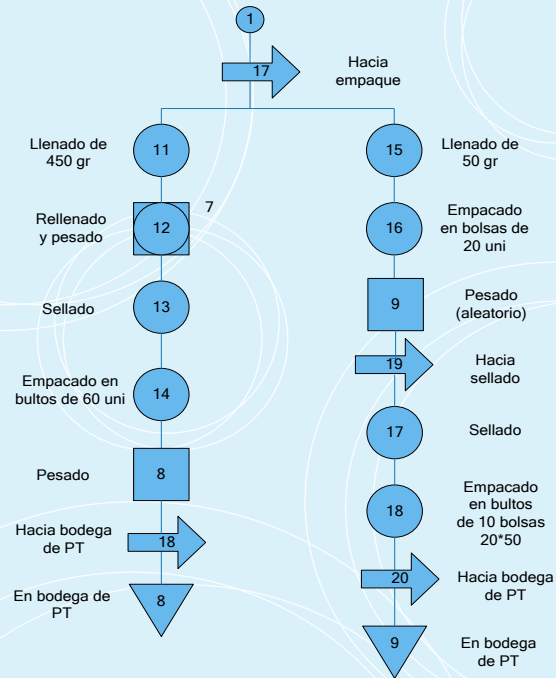 1
17
Hacia
empaque
Llenado de
450 gr
11
Rellenado
y pesado
12
7
Sellado
13
Empacado en
bultos de 60 uni
14
Pesado
8
Hacia bodega
de PT
18
En bodega de
PT
8
15
Llenado de
50 gr
16
Empacado
en bolsas de
20 uni
9
Pesado
(aleatorio)
19
Hacia
sellado
17
Sellado
18
Empacado
en bultos
de 10 bolsas
20*50
20
Hacia bodega
de PT
9
En bodega
de PT